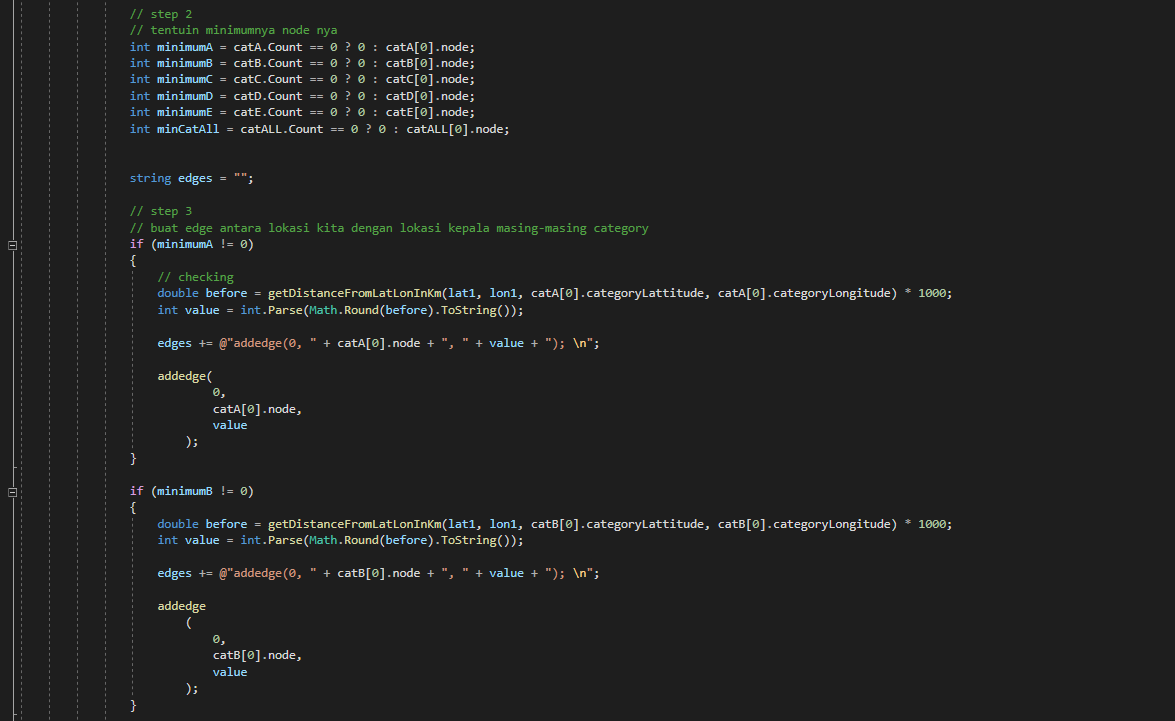 // step 2
// tentuin minimumnya node nya
int minimumA = catA.Count == 0 ? 0 : catA[0].node;
int minimumB = catB.Count == 0 ? 0 : catB[0].node;
int minimumC = catC.Count == 0 ? 0 : catC[0].node;
int minimumD = catD.Count == 0 ? 0 : catD[0].node;
int minimumE = catE.Count == 0 ? 0 : catE[0].node;
int minCatAll = catALL.Count == 0 ? 0 : catALL[0].node;
string edges = "";
// step 3
// buat edge antara lokasi kita dengan lokasi kepala masing-masing category
if (minimumA != 0)
{
// checking
double before = getDistanceFromLatLonInKm(lat1, lon1, catA[0].categoryLattitude, catA[0].categoryLongitude) * 1000;
int value = int.Parse(Math.Round(before).ToString());
edges += @"addedge(0, " + catA[0].node + ", " + value + "); \n";
addedge(
0,
catA[0].node,
value
);
}
if (minimumB != 0)
{
double before = getDistanceFromLatLonInKm(lat1, lon1, catB[0].categoryLattitude, catB[0].categoryLongitude) * 1000;
int value = int.Parse(Math.Round(before).ToString());
edges += @"addedge(0, " + catB[0].node + ", " + value + "); \n";
addedge
(
0,
catB[0].node,
value
);
}